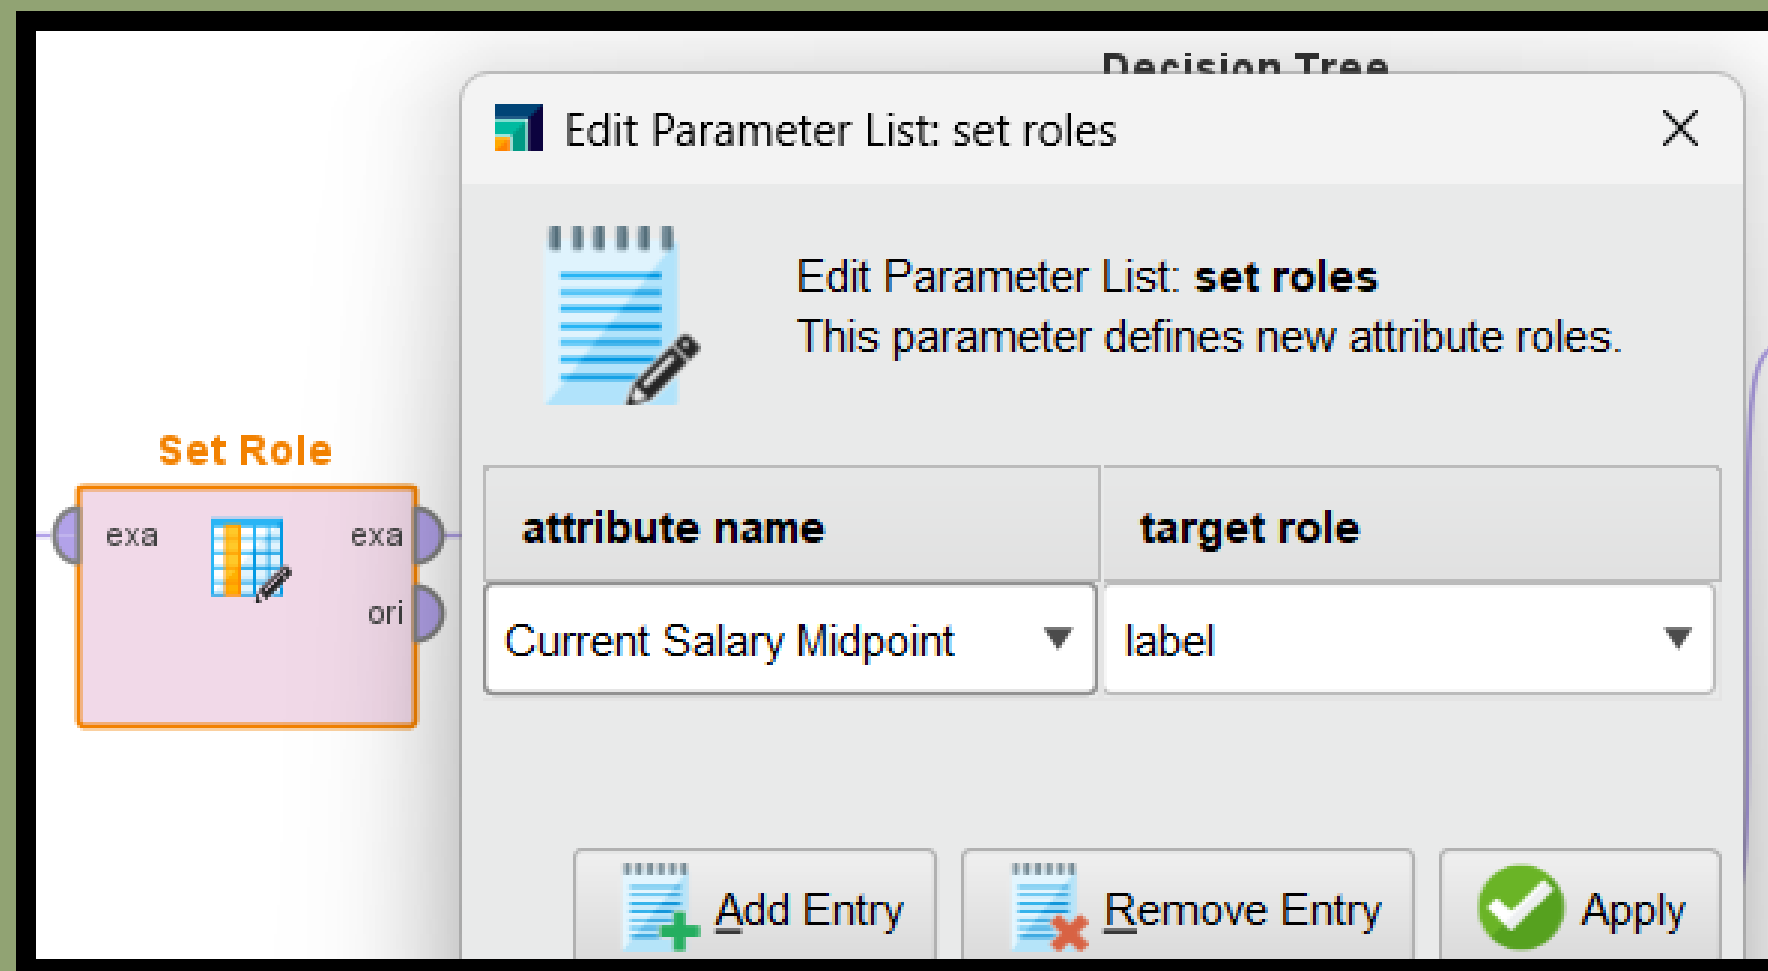 Decision Tree
Edit Parameter List: set roles
Edit Parameter List: set roles
This parameter defines new attribute roles.
Set Role
exa
exa
ori
attribute name
target role
Current Salary Midpoint
label
Add Entry
Remove Entry
Apply